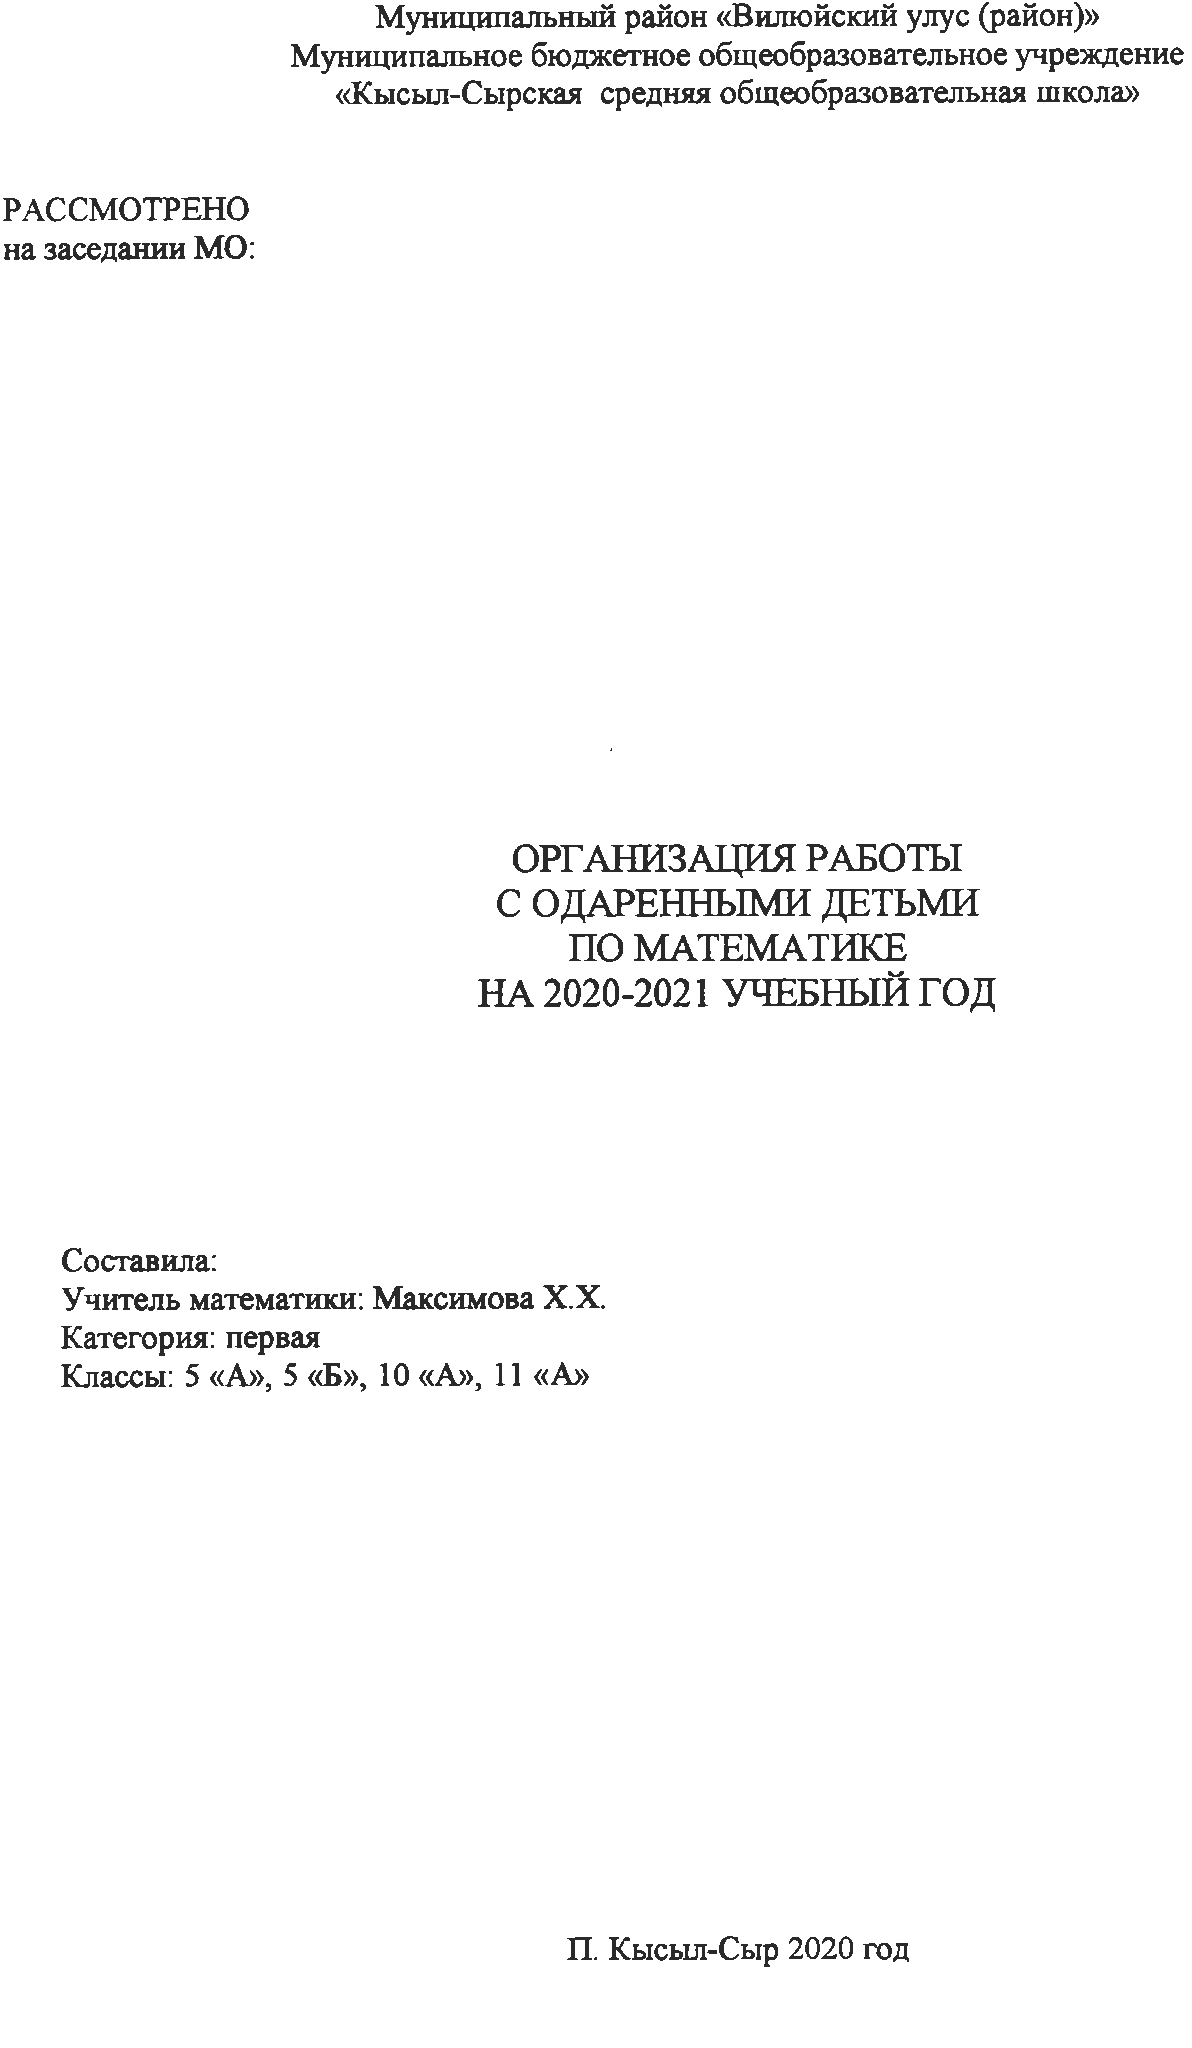 Муниципальный район «Вилюйский улус (район)»
Муниципальное бюджетное общеобразовательное учреждение
«Кысыл-Сырская средняя общеобразовательная школа»
РАССМОТРЕНО
на заседании МО:
ОРГАНИЗАЦИЯ РАБОТЫ
С ОДАРЕННЫМИ ДЕТЬМИ
ПО МАТЕМАТИКЕ
НА 2020-2021 УЧЕБНЫЙ ГОД
Составила:
Учитель математики: Максимова Х.Х.
Категория: первая
Классы: 5 «А», 5 «Б», 10 «А», 11 «А»
П. Кысыл-Сыр 2020 год